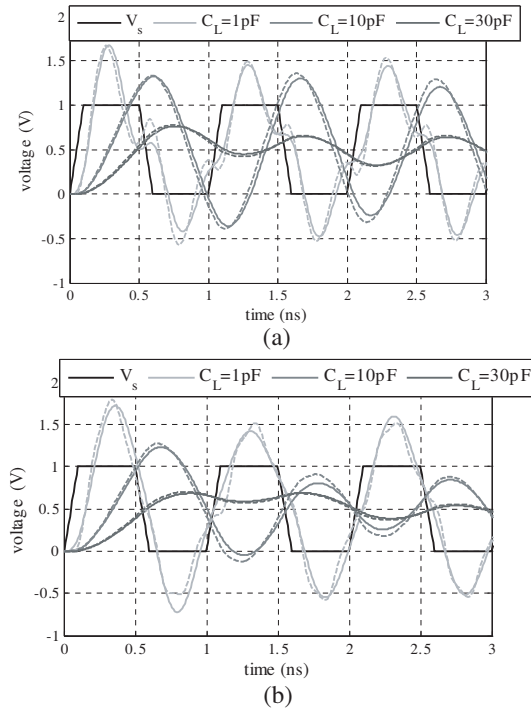 V_s C_L=1pF C_L=10pF C_L=30pF
2
1.5
1
0.5
0
-0.5
-1
voltage (V)
0 0.5 1 1.5 2 2.5 3
time (ns)
(a)
V_s C_L=1pF C_L=10pF C_L=30pF
2
1.5
1
0.5
0
-0.5
-1
voltage (V)
0 0.5 1 1.5 2 2.5 3
time (ns)
(b)